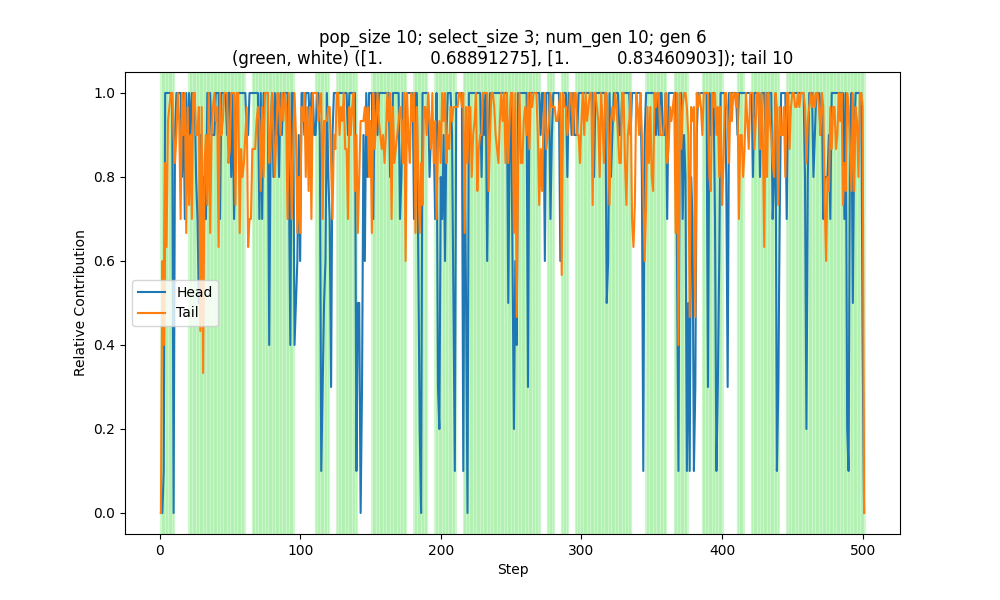 pop_size 10; select_size 3; num_gen 10; gen 6
(green, white) ([1.          0.68891275], [1.          0.83460903]); tail 10
Relative Contribution
1.0
0.8
0.6
0.4
0.2
0.0
Head
Tail
0 100 200 300 400 500
Step